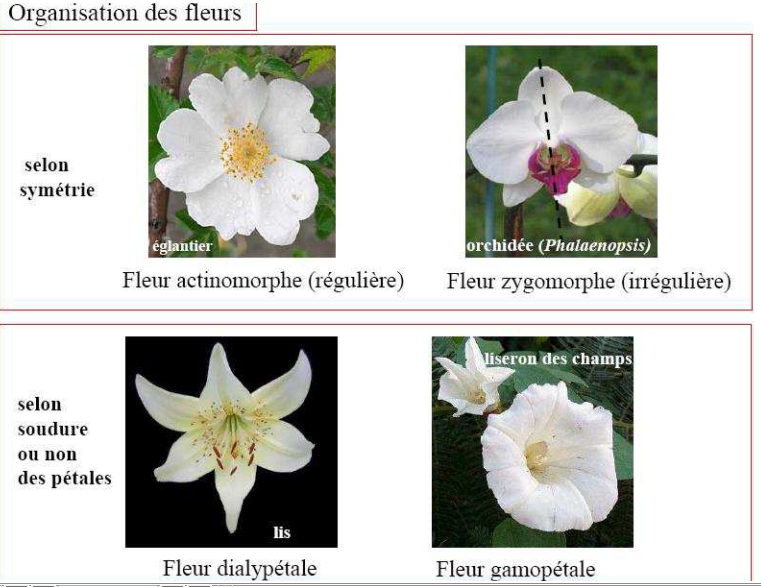 Organisation des fleurs
selon
symétrie
églantier
orchidée (Phalaenopsis)
Fleur actinomorphe (régulière)
Fleur zygomorphe (irrégulière)
selon
soudure
ou non
des pétales
lis
liseron des champs
Fleur dialypétale
Fleur gamopétale